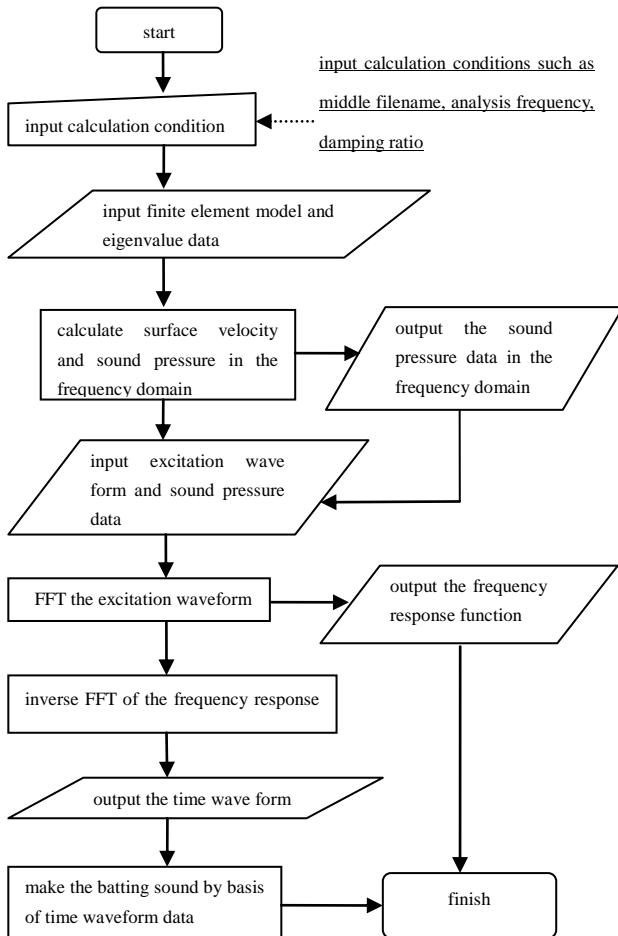 start
input calculation conditions such as
middle filename, analysis frequency,
damping ratio
input calculation condition
input finite element model and
eigenvalue data
calculate surface velocity
and sound pressure in the
frequency domain
output the sound
pressure data in the
frequency domain
input excitation wave
form and sound pressure
data
FFT the excitation waveform
output the frequency
response function
inverse FFT of the frequency response
output the time wave form
make the batting sound by basis
of time waveform data
finish